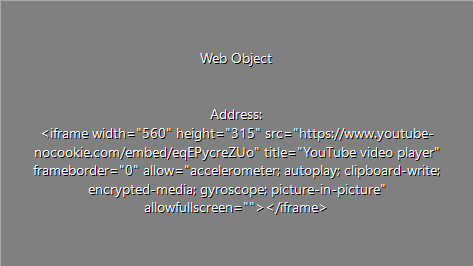 Web Object
Address:
<iframe width="560" height="315" src="https://www.youtube-
nocookie.com/embed/eqEPycreZUo" title="YouTube video player"
frameborder="0" allow="accelerometer; autoplay; clipboard-write;
encrypted-media; gyroscope; picture-in-picture"
allowfullscreen=""></iframe>